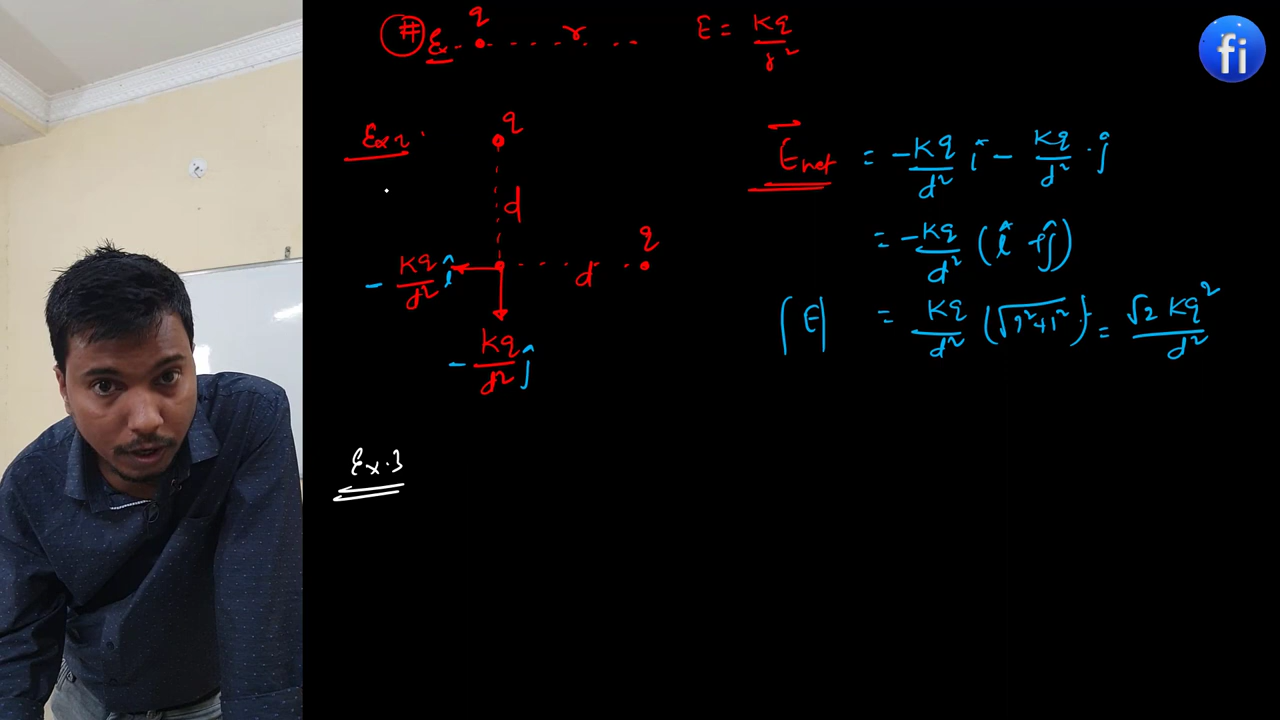 # Ex. q r E = Kq/r²
Ex 2. q
d
q
d
- Kq/d² î
- Kq/d² ĵ
E⃗net = -Kq/d² î - Kq/d² . ĵ
= -Kq/d² (î + ĵ)
|E| = Kq/d² (√1²+1²) = √2 Kq²/d²
Ex.3
fi